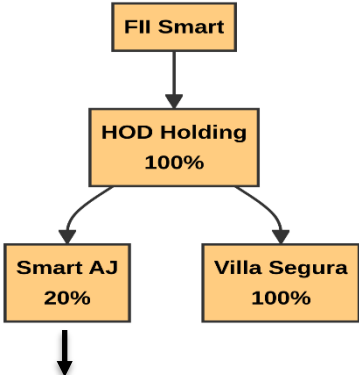 FII Smart
HOD Holding
100%
Smart AJ
20%
Villa Segura
100%